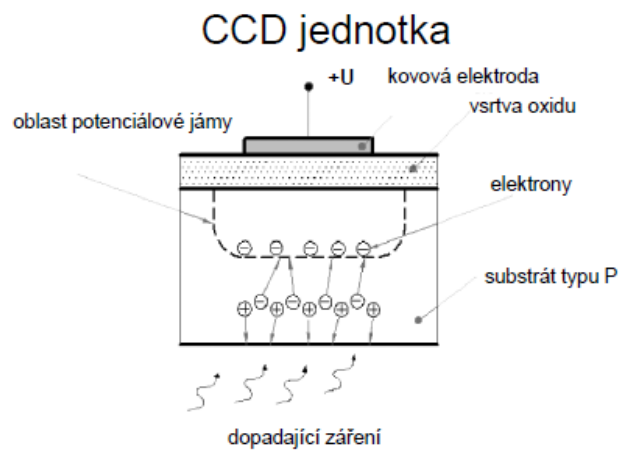 CCD jednotka
+U
kovová elektroda
vsrtva oxidu
oblast potenciálové jámy
elektrony
substrát typu P
dopadající záření